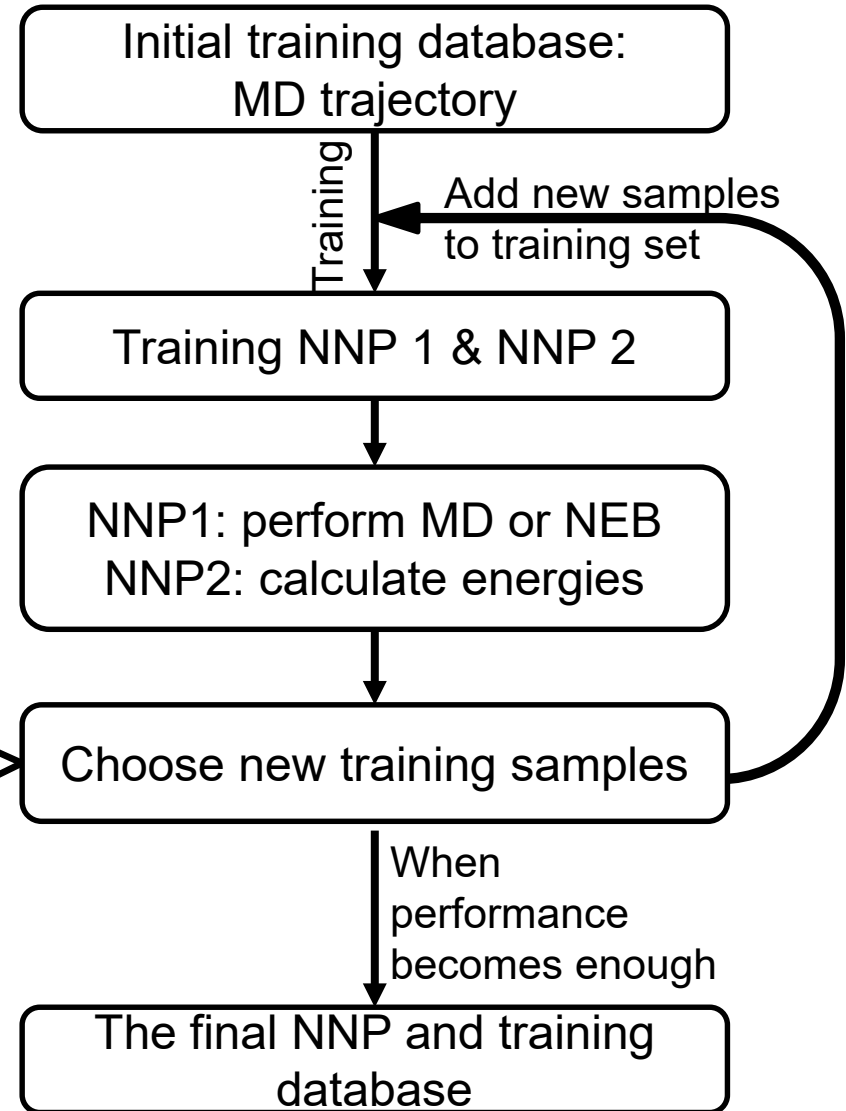 Initial training database:
MD trajectory
Training
Add new samples
to training set
Training NNP 1 & NNP 2
NNP1: perform MD or NEB
NNP2: calculate energies
Choose new training samples
When
performance
becomes enough
The final NNP and training
database